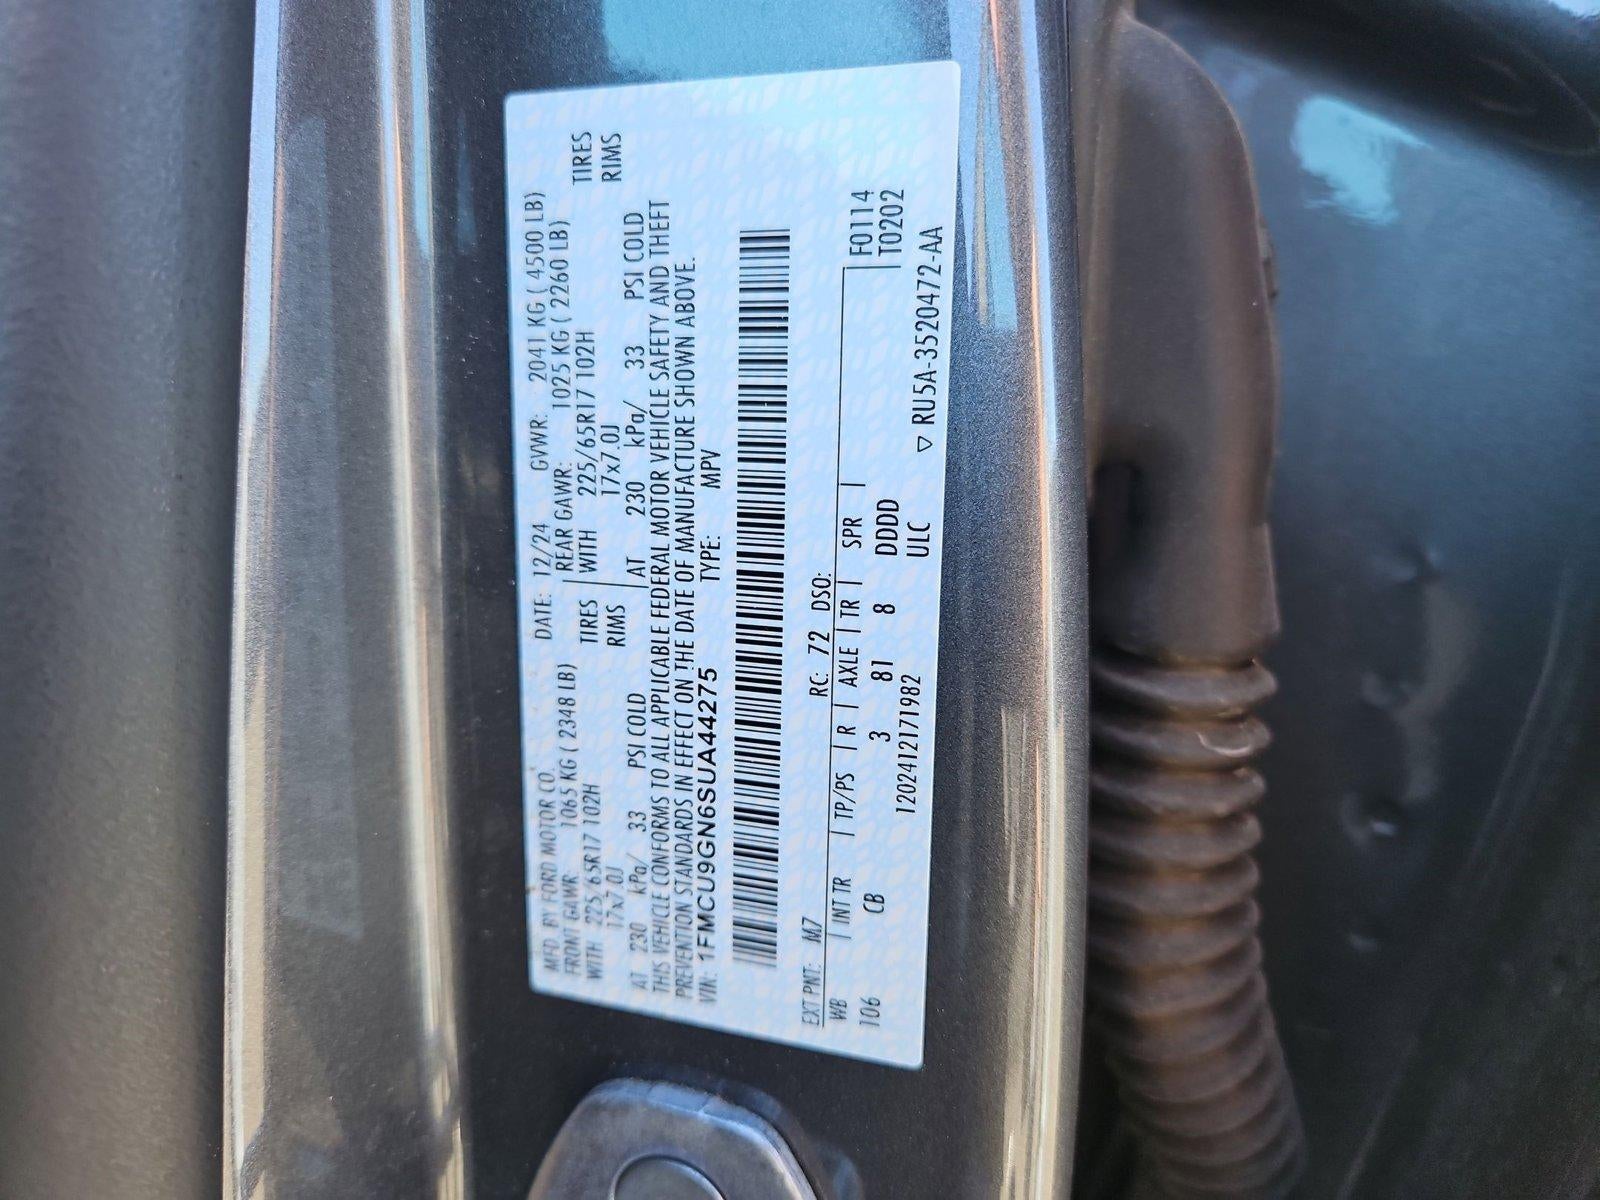 MFD. BY FORD MOTOR CO. DATE: 12/24 GVWR: 2041 KG ( 4500 LB)
FRONT GAWR: 1065 KG ( 2348 LB) REAR GAWR: 1025 KG ( 2260 LB)
WITH 225/65R17 102H TIRES WITH 225/65R17 102H TIRES
17x7.0J RIMS 17x7.0J RIMS
AT 230 kPa/ 33 PSI COLD AT 230 kPa/ 33 PSI COLD
THIS VEHICLE CONFORMS TO ALL APPLICABLE FEDERAL MOTOR VEHICLE SAFETY AND THEFT
PREVENTION STANDARDS IN EFFECT ON THE DATE OF MANUFACTURE SHOWN ABOVE.
VIN: 1FMCU9GN6SUA44275 TYPE: MPV
EXT PNT: M7 RC: 72 DSO:
WB INT TR TP/PS R AXLE TR SPR F0114
106 CB 3 81 8 DDDD T0202
1202412171982 ULC ▽ RU5A-3520472-AA